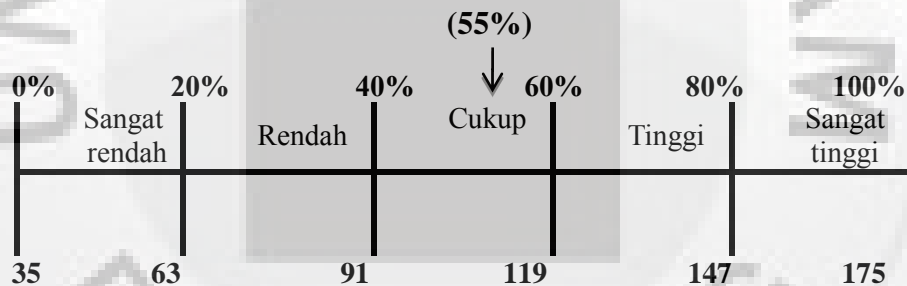 (55%)
0% 20% 40% 60% 80% 100%
Sangat rendah
Rendah
Cukup
Tinggi
Sangat tinggi
35 63 91 119 147 175